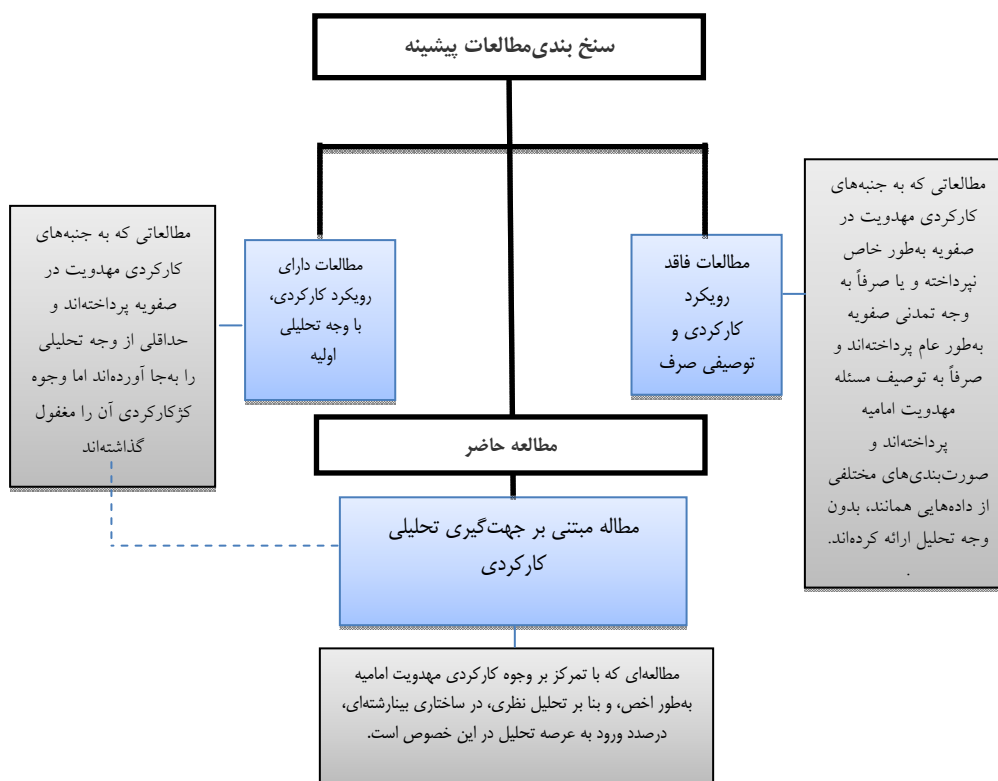 سنخ بندی‌مطالعات پیشینه
مطالعات فاقد
رویکرد
کارکردی و
توصیفی صرف
مطالعاتی که به جنبه‌های
کارکردی مهدویت در
صفویه به‌طور خاص
نپرداخته و یا صرفاً به
وجه تمدنی صفویه
به‌طور عام پرداخته‌اند و
صرفاً به توصیف مسئله
مهدویت امامیه
پرداخته‌اند و
صورت‌بندی‌های مختلفی
از داده‌هایی همانند، بدون
وجه تحلیل ارائه کرده‌اند.
.
مطالعات دارای
رویکرد کارکردی،
با وجه تحلیلی
اولیه
مطالعاتی که به جنبه‌های
کارکردی مهدویت در
صفویه پرداخته‌اند و
حداقلی از وجه تحلیلی
را به‌جا آورده‌اند اما وجوه
کژکارکردی آن را مغفول
گذاشته‌اند
مطالعه حاضر
مطاله مبتنی بر جهت‌گیری تحلیلی
کارکردی
مطالعه‌ای که با تمرکز بر وجوه کارکردی مهدویت امامیه
به‌طور اخص، و بنا بر تحلیل نظری، در ساختاری بینارشته‌ای،
درصدد ورود به عرصه تحلیل در این خصوص است.